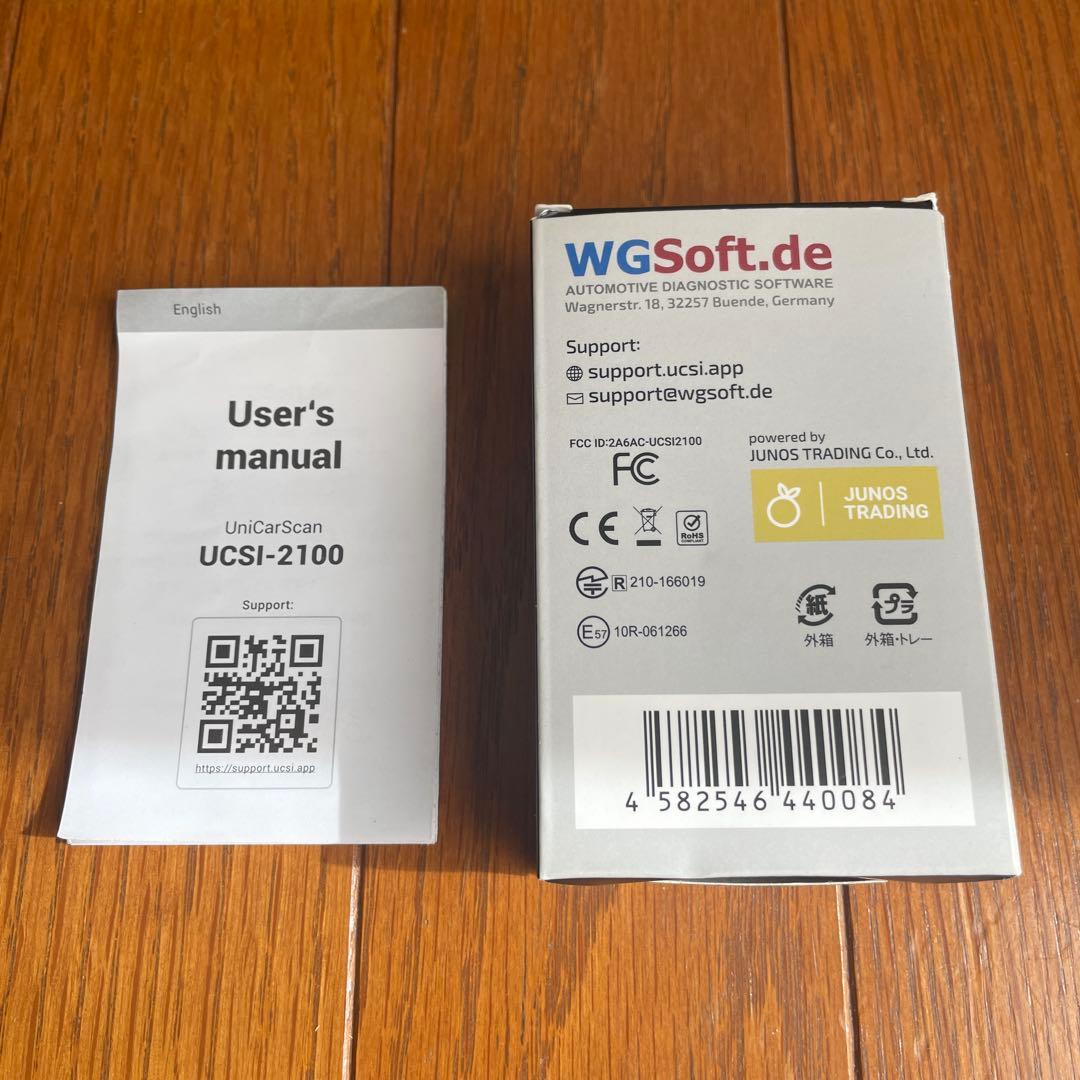 English
User‘s
manual
UniCarScan
UCSI-2100
Support:
https://support.ucsi.app
WGSoft.de
AUTOMOTIVE DIAGNOSTIC SOFTWARE
Wagnerstr. 18, 32257 Buende, Germany
Support:
support.ucsi.app
support@wgsoft.de
FCC ID:2A6AC-UCSI2100
FC
CE
RoHS
COMPLIANT
R 210-166019
E57 10R-061266
powered by
JUNOS TRADING Co., Ltd.
JUNOS
TRADING
紙
外箱
プラ
外箱・トレー
4 582546 440084